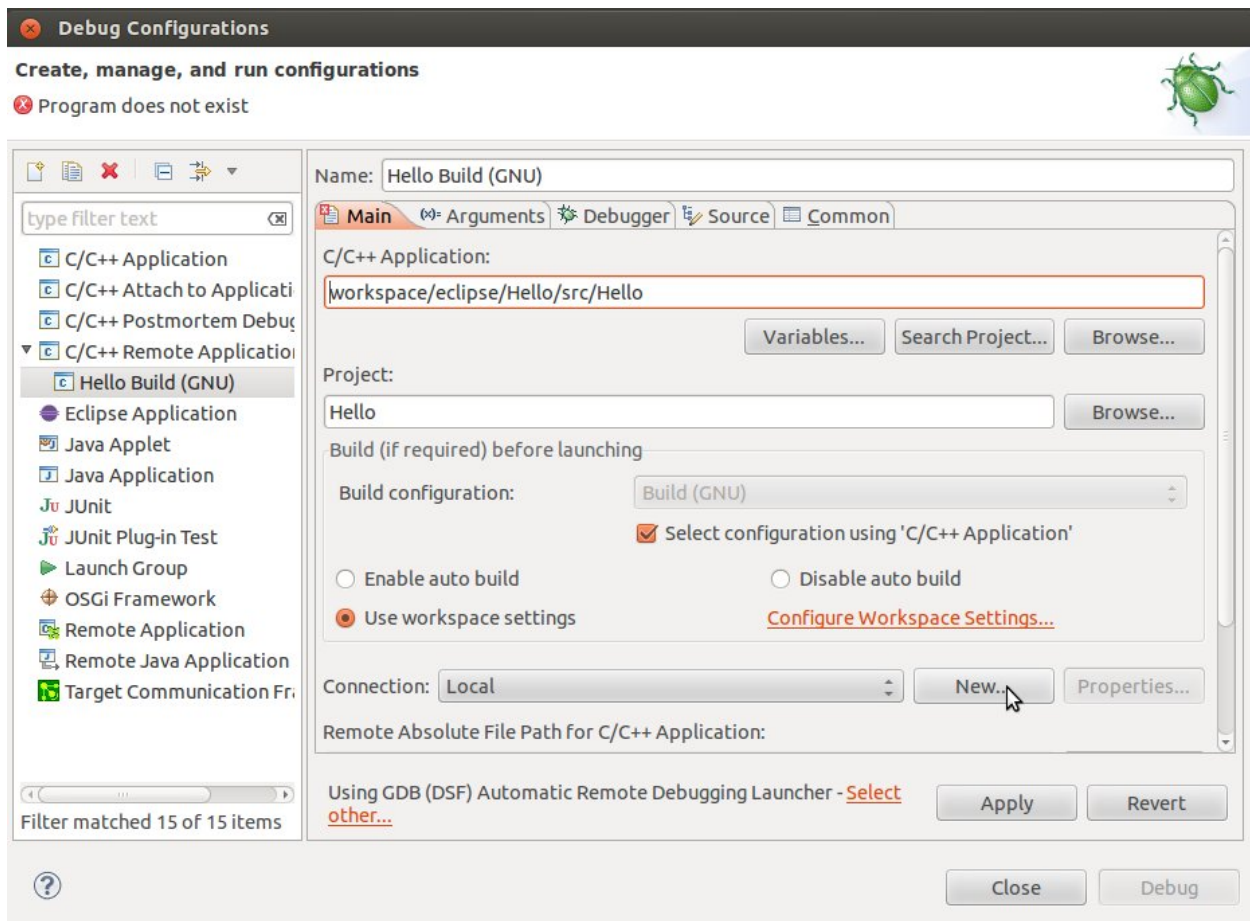 Debug Configurations
Create, manage, and run configurations
Program does not exist
type filter text
C/C++ Application
C/C++ Attach to Applicati
C/C++ Postmortem Debug
C/C++ Remote Application
Hello Build (GNU)
Eclipse Application
Java Applet
Java Application
JUnit
JUnit Plug-in Test
Launch Group
OSGi Framework
Remote Application
Remote Java Application
Target Communication Fra
Filter matched 15 of 15 items
Name: Hello Build (GNU)
Main (x)= Arguments Debugger Source Common
C/C++ Application:
workspace/eclipse/Hello/src/Hello
Variables... Search Project... Browse...
Project:
Hello Browse...
Build (if required) before launching
Build configuration: Build (GNU)
Select configuration using 'C/C++ Application'
Enable auto build Disable auto build
Use workspace settings Configure Workspace Settings...
Connection: Local New... Properties...
Remote Absolute File Path for C/C++ Application:
Using GDB (DSF) Automatic Remote Debugging Launcher - Select
other...
Apply Revert
Close Debug